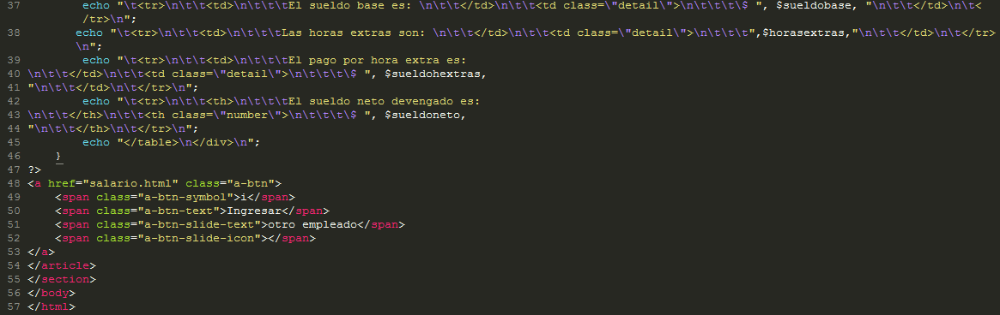 37 echo "\t<tr>\n\t\t<td>\n\t\t\tEl sueldo base es: \n\t\t</td>\n\t\t<td class=\"detail\">\n\t\t\t\$ ", $sueldobase, "\n\t\t</td>\n\t<
/tr>\n";
38 echo "\t<tr>\n\t\t<td>\n\t\t\tLas horas extras son: \n\t\t</td>\n\t\t<td class=\"detail\">\n\t\t\t",$horasextras,"\n\t\t</td>\n\t</tr>
\n";
39 echo "\t<tr>\n\t\t<td>\n\t\t\tEl pago por hora extra es:
40 \n\t\t</td>\n\t\t<td class=\"detail\">\n\t\t\t\$ ", $sueldohextras,
41 "\n\t\t</td>\n\t</tr>\n";
42 echo "\t<tr>\n\t\t<th>\n\t\t\tEl sueldo neto devengado es:
43 \n\t\t</th>\n\t\t<th class=\"number\">\n\t\t\t\$ ", $sueldoneto,
44 "\n\t\t</th>\n\t</tr>\n";
45 echo "</table>\n</div>\n";
46 }
47 ?>
48 <a href="salario.html" class="a-btn">
49 <span class="a-btn-symbol">i</span>
50 <span class="a-btn-text">Ingresar</span>
51 <span class="a-btn-slide-text">otro empleado</span>
52 <span class="a-btn-slide-icon"></span>
53 </a>
54 </article>
55 </section>
56 </body>
57 </html>